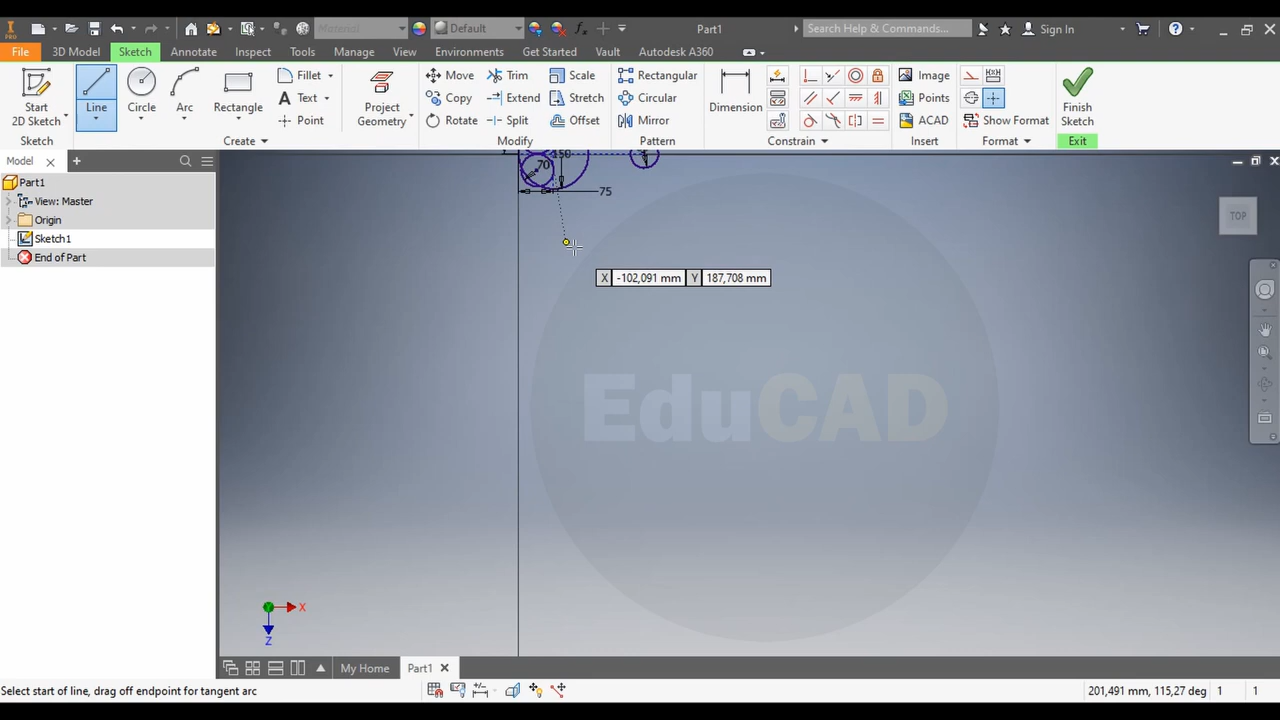 Material
Default
Part1
Search Help & Commands...
Sign In
PRO
File
3D Model
Sketch
Annotate
Inspect
Tools
Manage
View
Environments
Get Started
Vault
Autodesk A360
Start
2D Sketch
Line
Circle
Arc
Rectangle
Fillet
Text
Point
Project
Geometry
Move
Copy
Rotate
Trim
Extend
Split
Scale
Stretch
Offset
Rectangular
Circular
Mirror
Dimension
Image
Points
ACAD
Show Format
Finish
Sketch
Sketch
Create
Modify
Pattern
Constrain
Insert
Format
Exit
Model
Part1
View: Master
Origin
Sketch1
End of Part
150
70
75
TOP
X -102,091 mm Y 187,708 mm
EduCAD
X
Z
My Home
Part1
Select start of line, drag off endpoint for tangent arc
201,491 mm, 115,27 deg 1 1